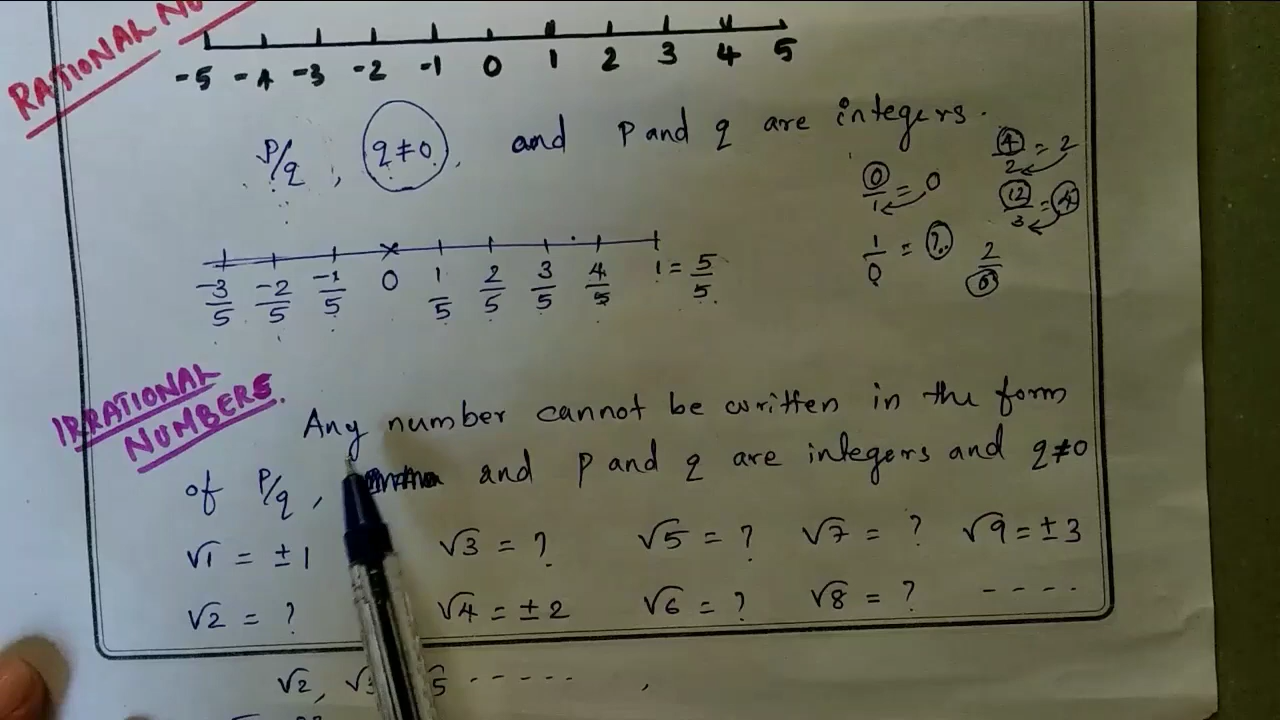 RATIONAL NU
-5 -4 -3 -2 -1 0 1 2 3 4 5
P/q , q≠0, and p and q are integers.
0/1 = 0
4/2 = 2
12/3 = 4
1/0 = ?
2/0
-3/5 -2/5 -1/5 0 1/5 2/5 3/5 4/5 1 = 5/5
IRRATIONAL
NUMBERS.
Any number cannot be written in the form
of P/q, and p and q are integers and q≠0
√1 = ±1 √3 = ? √5 = ? √7 = ? √9 = ±3
√2 = ? √4 = ±2 √6 = ? √8 = ? ----
√2, √3 5 ------ ,